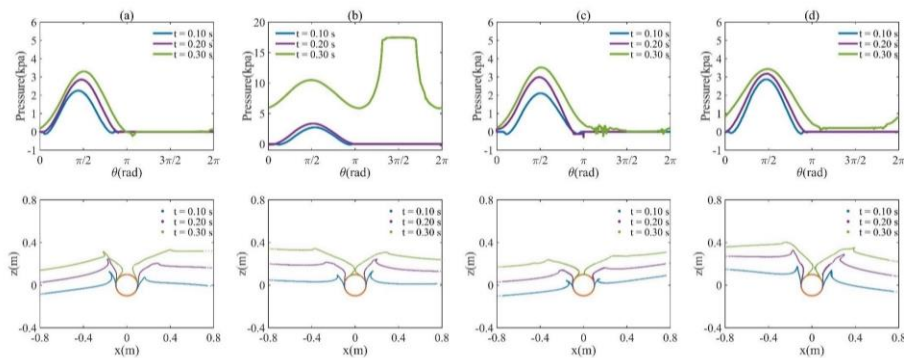 (a)
Pressure(kpa)
6
5
4
3
2
1
0
-1
t = 0.10 s
t = 0.20 s
t = 0.30 s
0
π/2
π
3π/2
2π
θ(rad)
(b)
Pressure(kpa)
20
15
10
5
0
t = 0.10 s
t = 0.20 s
t = 0.30 s
0
π/2
π
3π/2
2π
θ(rad)
(c)
Pressure(kpa)
6
5
4
3
2
1
0
-1
t = 0.10 s
t = 0.20 s
t = 0.30 s
0
π/2
π
3π/2
2π
θ(rad)
(d)
Pressure(kpa)
6
5
4
3
2
1
0
-1
t = 0.10 s
t = 0.20 s
t = 0.30 s
0
π/2
π
3π/2
2π
θ(rad)
z(m)
0.8
0.4
0
-0.4
t = 0.10 s
t = 0.20 s
t = 0.30 s
-0.8
-0.4
0
0.4
0.8
x(m)
z(m)
0.8
0.4
0
-0.4
t = 0.10 s
t = 0.20 s
t = 0.30 s
-0.8
-0.4
0
0.4
0.8
x(m)
z(m)
0.8
0.4
0
-0.4
t = 0.10 s
t = 0.20 s
t = 0.30 s
-0.8
-0.4
0
0.4
0.8
x(m)
z(m)
0.8
0.4
0
-0.4
t = 0.10 s
t = 0.20 s
t = 0.30 s
-0.8
-0.4
0
0.4
0.8
x(m)